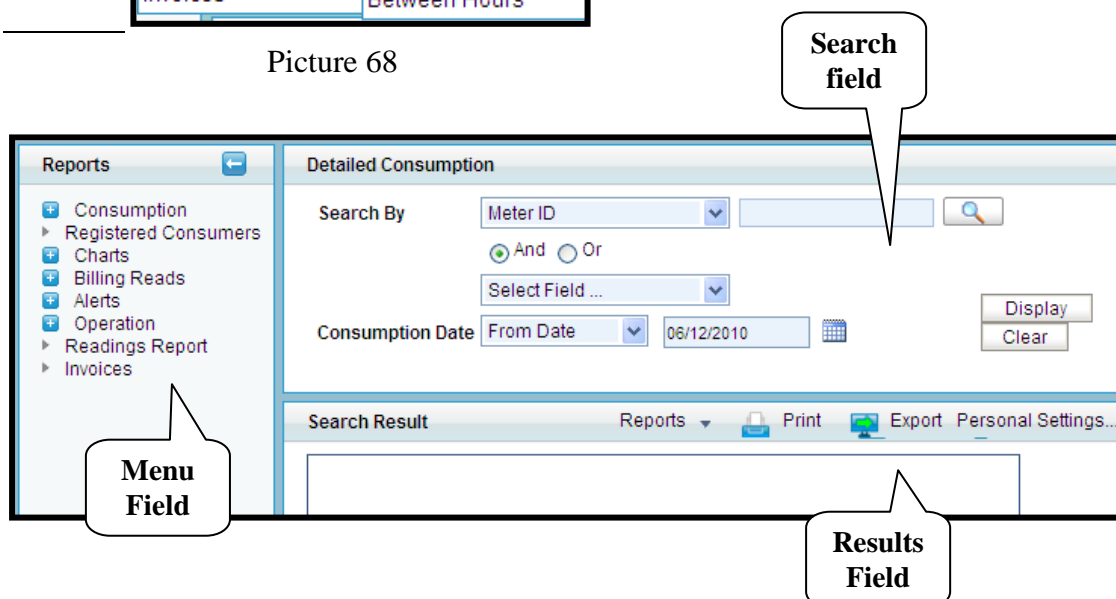 Between Hours
Picture 68
Search
field
Reports
Detailed Consumption
Consumption
Registered Consumers
Charts
Billing Reads
Alerts
Operation
Readings Report
Invoices
Search By Meter ID
And Or
Select Field ...
Consumption Date From Date 06/12/2010
Display
Clear
Search Result Reports Print Export Personal Settings...
Menu
Field
Results
Field